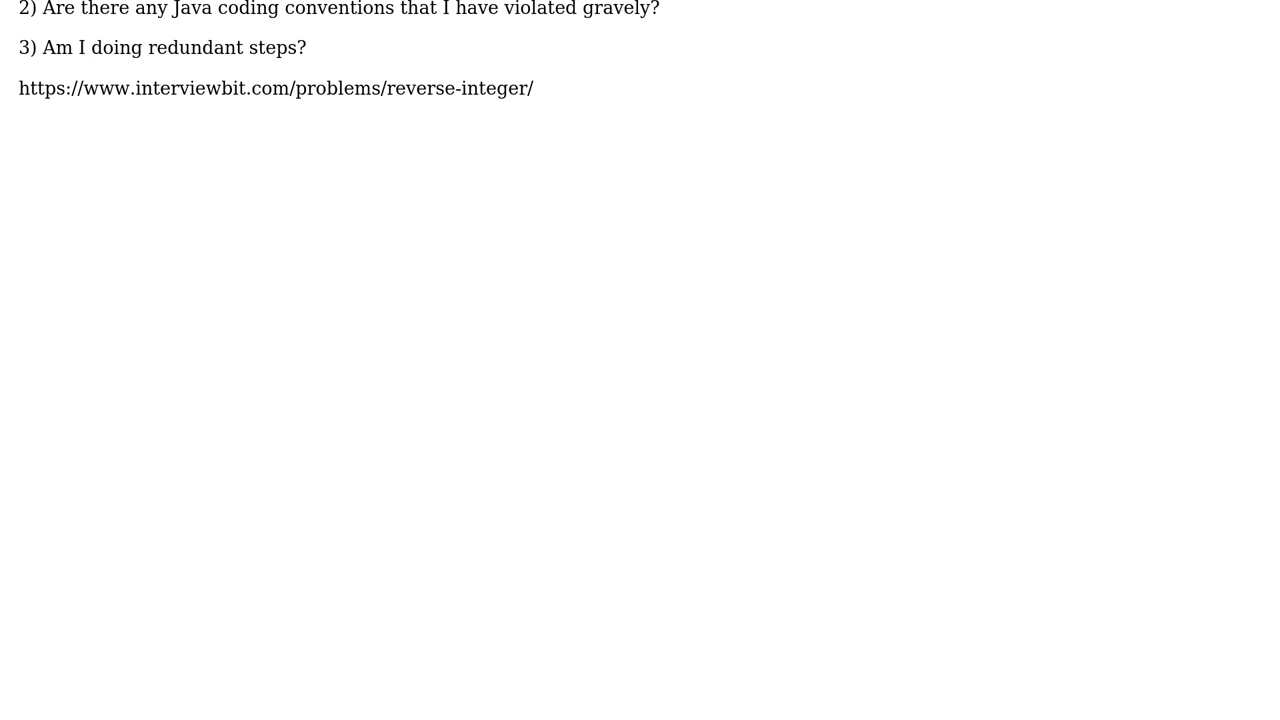 2) Are there any Java coding conventions that I have violated gravely?
3) Am I doing redundant steps?
https://www.interviewbit.com/problems/reverse-integer/